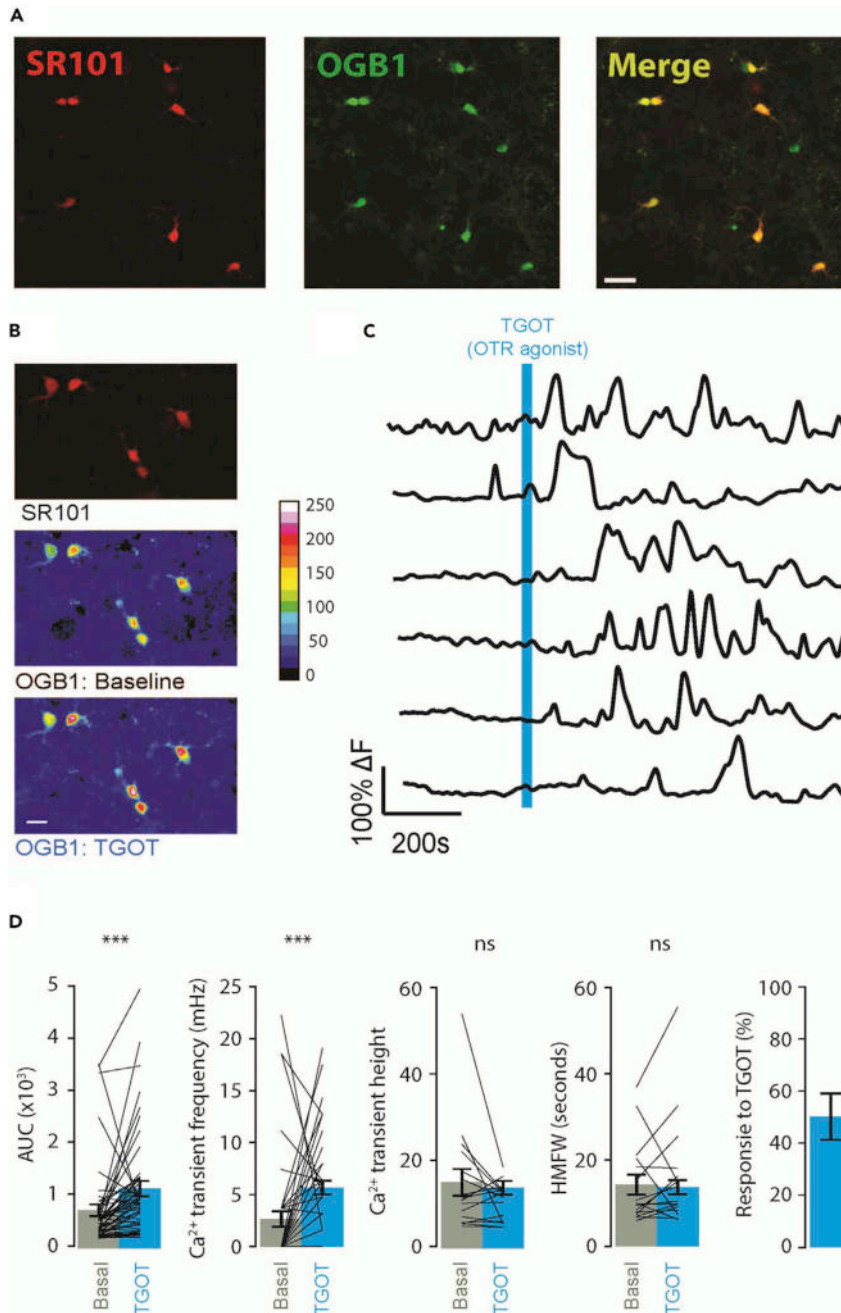 A
SR101
OGB1
Merge
B
SR101
OGB1: Baseline
OGB1: TGOT
250
200
150
100
50
0
C
TGOT
(OTR agonist)
100% ΔF
200s
D
***
AUC (x10³)
5
4
3
2
1
0
Basal
TGOT
***
Ca²⁺ transient frequency (mHz)
25
20
15
10
5
0
Basal
TGOT
ns
Ca²⁺ transient height
60
40
20
0
Basal
TGOT
ns
HMFW (seconds)
60
40
20
0
Basal
TGOT
Responsie to TGOT (%)
100
80
60
40
20
0